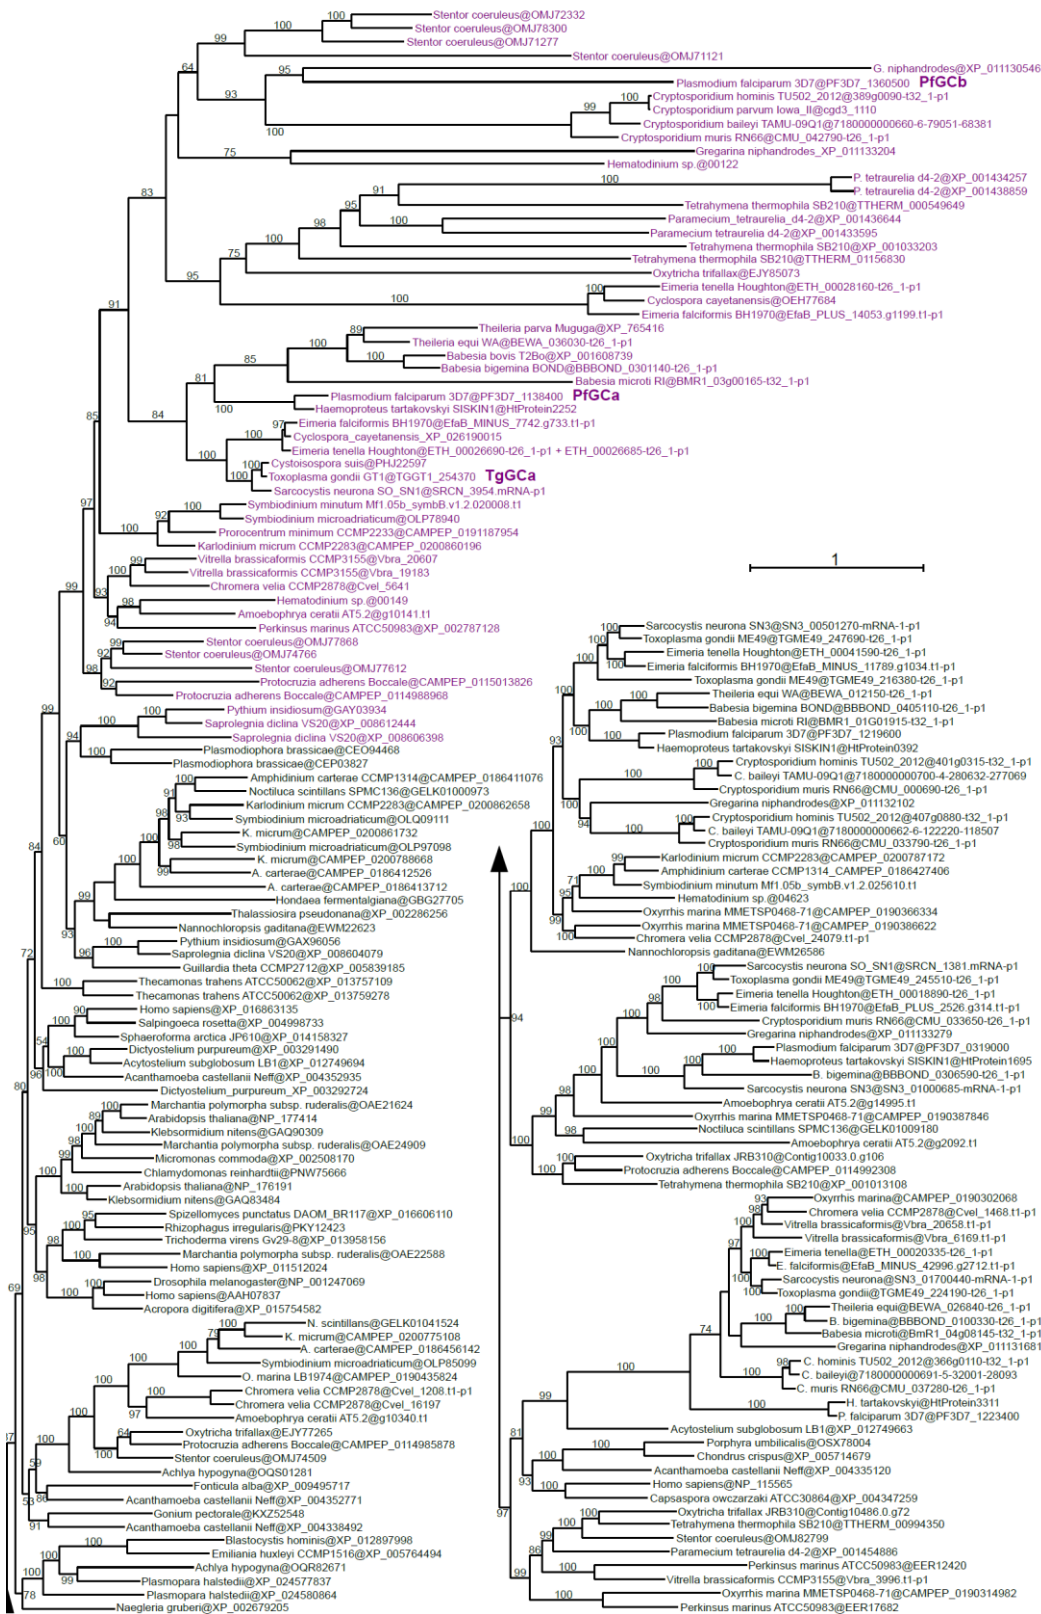 Stentor coeruleus@OMJ72332
Stentor coeruleus@OMJ78300
Stentor coeruleus@OMJ71277
Stentor coeruleus@OMJ71121
G. niphandrodes@XP_011130546
Plasmodium falciparum 3D7@PF3D7_1360500 PfGCb
Cryptosporidium hominis TU502_2012@389g0090-t32_1-p1
Cryptosporidium parvum Iowa_II@cgd3_1110
Cryptosporidium baileyi TAMU-09Q1@7180000000660-6-79051-68381
Cryptosporidium muris RN66@CMU_042790-t26_1-p1
Gregarina niphandrodes_XP_011133204
Hematodinium sp.@00122
P. tetraurelia d4-2@XP_001434257
P. tetraurelia d4-2@XP_001438859
Tetrahymena thermophila SB210@TTHERM_000549649
Paramecium_tetraurelia_d4-2@XP_001436644
Paramecium tetraurelia d4-2@XP_001433595
Tetrahymena thermophila SB210@XP_001033203
Tetrahymena thermophila SB210@TTHERM_01156830
Oxytricha trifallax@EJY85073
Eimeria tenella Houghton@ETH_00028160-t26_1-p1
Cyclospora cayetanensis@OEH77684
Eimeria falciformis BH1970@EfaB_PLUS_14053.g1199.t1-p1
Theileria parva Muguga@XP_765416
Theileria equi WA@BEWA_036030-t26_1-p1
Babesia bovis T2Bo@XP_001608739
Babesia bigemina BOND@BBBOND_0301140-t26_1-p1
Babesia microti RI@BMR1_03g00165-t32_1-p1
Plasmodium falciparum 3D7@PF3D7_1138400 PfGCa
Haemoproteus tartakovskyi SISKIN1@HtProtein2252
Eimeria falciformis BH1970@EfaB_MINUS_7742.g733.t1-p1
Cyclospora_cayetanensis_XP_026190015
Eimeria tenella Houghton@ETH_00026690-t26_1-p1 + ETH_00026685-t26_1-p1
Cystoisospora suis@PHJ22597
Toxoplasma gondii GT1@TGGT1_254370 TgGCa
Sarcocystis neurona SO_SN1@SRCN_3954.mRNA-p1
Symbiodinium minutum Mf1.05b_symbB.v1.2.020008.t1
Symbiodinium microadriaticum@OLP78940
Prorocentrum minimum CCMP2233@CAMPEP_0191187954
Karlodinium micrum CCMP2283@CAMPEP_0200860196
Vitrella brassicaformis CCMP3155@Vbra_20607
Vitrella brassicaformis CCMP3155@Vbra_19183
Chromera velia CCMP2878@Cvel_5641
Hematodinium sp.@00149
Amoebophrya ceratii AT5.2@g10141.t1
Perkinsus marinus ATCC50983@XP_002787128
Stentor coeruleus@OMJ77868
Stentor coeruleus@OMJ74766
Stentor coeruleus@OMJ77612
Protocruzia adherens Boccale@CAMPEP_0115013826
Protocruzia adherens Boccale@CAMPEP_0114988968
Pythium insidiosum@GAY03934
Saprolegnia diclina VS20@XP_008612444
Saprolegnia diclina VS20@XP_008606398
Plasmodiophora brassicae@CEO94468
Plasmodiophora brassicae@CEP03827
Amphidinium carterae CCMP1314@CAMPEP_0186411076
Noctiluca scintillans SPMC136@GELK01000973
Karlodinium micrum CCMP2283@CAMPEP_0200862658
Symbiodinium microadriaticum@OLQ09111
K. micrum@CAMPEP_0200861732
Symbiodinium microadriaticum@OLP97098
K. micrum@CAMPEP_0200788668
A. carterae@CAMPEP_0186412526
A. carterae@CAMPEP_0186413712
Hondaea fermentalgiana@GBG27705
Thalassiosira pseudonana@XP_002286256
Nannochloropsis gaditana@EWM22623
Pythium insidiosum@GAX96056
Saprolegnia diclina VS20@XP_008604079
Guillardia theta CCMP2712@XP_005839185
Thecamonas trahens ATCC50062@XP_013757109
Thecamonas trahens ATCC50062@XP_013759278
Homo sapiens@XP_016863135
Salpingoeca rosetta@XP_004998733
Sphaeroforma arctica JP610@XP_014158327
Dictyostelium purpureum@XP_003291490
Acytostelium subglobosum LB1@XP_012749694
Acanthamoeba castellanii Neff@XP_004352935
Dictyostelium_purpureum_XP_003292724
Marchantia polymorpha subsp. ruderalis@OAE21624
Arabidopsis thaliana@NP_177414
Klebsormidium nitens@GAQ90309
Marchantia polymorpha subsp. ruderalis@OAE24909
Micromonas commoda@XP_002508170
Chlamydomonas reinhardtii@PNW75666
Arabidopsis thaliana@NP_176191
Klebsormidium nitens@GAQ83484
Spizellomyces punctatus DAOM_BR117@XP_016606110
Rhizophagus irregularis@PKY12423
Trichoderma virens Gv29-8@XP_013958156
Marchantia polymorpha subsp. ruderalis@OAE22588
Homo sapiens@XP_011512024
Drosophila melanogaster@NP_001247069
Homo sapiens@AAH07837
Acropora digitifera@XP_015754582
N. scintillans@GELK01041524
K. micrum@CAMPEP_0200775108
A. carterae@CAMPEP_0186456142
Symbiodinium microadriaticum@OLP85099
O. marina LB1974@CAMPEP_0190435824
Chromera velia CCMP2878@Cvel_1208.t1-p1
Chromera velia CCMP2878@Cvel_16197
Amoebophrya ceratii AT5.2@g10340.t1
Oxytricha trifallax@EJY77265
Protocruzia adherens Boccale@CAMPEP_0114985878
Stentor coeruleus@OMJ74509
Achlya hypogyna@OQS01281
Fonticula alba@XP_009495717
Acanthamoeba castellanii Neff@XP_004352771
Gonium pectorale@KXZ52548
Acanthamoeba castellanii Neff@XP_004338492
Blastocystis hominis@XP_012897998
Emiliania huxleyi CCMP1516@XP_005764494
Achlya hypogyna@OQR82671
Plasmopara halstedii@XP_024577837
Plasmopara halstedii@XP_024580864
Naegleria gruberi@XP_002679205
1
Sarcocystis neurona SN3@SN3_00501270-mRNA-1-p1
Toxoplasma gondii ME49@TGME49_247690-t26_1-p1
Eimeria tenella Houghton@ETH_00041590-t26_1-p1
Eimeria falciformis BH1970@EfaB_MINUS_11789.g1034.t1-p1
Toxoplasma gondii ME49@TGME49_216380-t26_1-p1
Theileria equi WA@BEWA_012150-t26_1-p1
Babesia bigemina BOND@BBBOND_0405110-t26_1-p1
Babesia microti RI@BMR1_01G01915-t32_1-p1
Plasmodium falciparum 3D7@PF3D7_1219600
Haemoproteus tartakovskyi SISKIN1@HtProtein0392
Cryptosporidium hominis TU502_2012@401g0315-t32_1-p1
C. baileyi TAMU-09Q1@7180000000700-4-280632-277069
Cryptosporidium muris RN66@CMU_000690-t26_1-p1
Gregarina niphandrodes@XP_011132102
Cryptosporidium hominis TU502_2012@407g0880-t32_1-p1
C. baileyi TAMU-09Q1@7180000000662-6-122220-118507
Cryptosporidium muris RN66@CMU_033790-t26_1-p1
Karlodinium micrum CCMP2283@CAMPEP_0200787172
Amphidinium carterae CCMP1314_CAMPEP_0186427406
Symbiodinium minutum Mf1.05b_symbB.v1.2.025610.t1
Hematodinium sp.@04623
Oxyrrhis marina MMETSP0468-71@CAMPEP_0190366334
Oxyrrhis marina MMETSP0468-71@CAMPEP_0190386622
Chromera velia CCMP2878@Cvel_24079.t1-p1
Nannochloropsis gaditana@EWM26586
Sarcocystis neurona SO_SN1@SRCN_1381.mRNA-p1
Toxoplasma gondii ME49@TGME49_245510-t26_1-p1
Eimeria tenella Houghton@ETH_00018890-t26_1-p1
Eimeria falciformis BH1970@EfaB_PLUS_2526.g314.t1-p1
Cryptosporidium muris RN66@CMU_033650-t26_1-p1
Gregarina niphandrodes@XP_011133279
Plasmodium falciparum 3D7@PF3D7_0319000
Haemoproteus tartakovskyi SISKIN1@HtProtein1695
B. bigemina@BBBOND_0306590-t26_1-p1
Sarcocystis neurona SN3@SN3_01000685-mRNA-1-p1
Amoebophrya ceratii AT5.2@g14995.t1
Oxyrrhis marina MMETSP0468-71@CAMPEP_0190387846
Noctiluca scintillans SPMC136@GELK01009180
Amoebophrya ceratii AT5.2@g2092.t1
Oxytricha trifallax JRB310@Contig10033.0.g106
Protocruzia adherens Boccale@CAMPEP_0114992308
Tetrahymena thermophila SB210@XP_001013108
Oxyrrhis marina@CAMPEP_0190302068
Chromera velia CCMP2878@Cvel_1468.t1-p1
Vitrella brassicaformis@Vbra_20658.t1-p1
Vitrella brassicaformis@Vbra_6169.t1-p1
Eimeria tenella@ETH_00020335-t26_1-p1
E. falciformis@EfaB_MINUS_42996.g2712.t1-p1
Sarcocystis neurona@SN3_01700440-mRNA-1-p1
Toxoplasma gondii@TGME49_224190-t26_1-p1
Theileria equi@BEWA_026840-t26_1-p1
B. bigemina@BBBOND_0100330-t26_1-p1
Babesia microti@BmR1_04g08145-t32_1-p1
Gregarina niphandrodes@XP_011131681
C. hominis TU502_2012@366g0110-t32_1-p1
C. baileyi@7180000000691-5-32001-28093
C. muris RN66@CMU_037280-t26_1-p1
H. tartakovskyi@HtProtein3311
P. falciparum 3D7@PF3D7_1223400
Acytostelium subglobosum LB1@XP_012749663
Porphyra umbilicalis@OSX78004
Chondrus crispus@XP_005714679
Acanthamoeba castellanii Neff@XP_004335120
Homo sapiens@NP_115565
Capsaspora owczarzaki ATCC30864@XP_004347259
Oxytricha trifallax JRB310@Contig10486.0.g72
Tetrahymena thermophila SB210@TTHERM_00994350
Stentor coeruleus@OMJ82799
Paramecium tetraurelia d4-2@XP_001454886
Perkinsus marinus ATCC50983@EER12420
Vitrella brassicaformis CCMP3155@Vbra_3996.t1-p1
Oxyrrhis marina MMETSP0468-71@CAMPEP_0190314982
Perkinsus marinus ATCC50983@EER17682